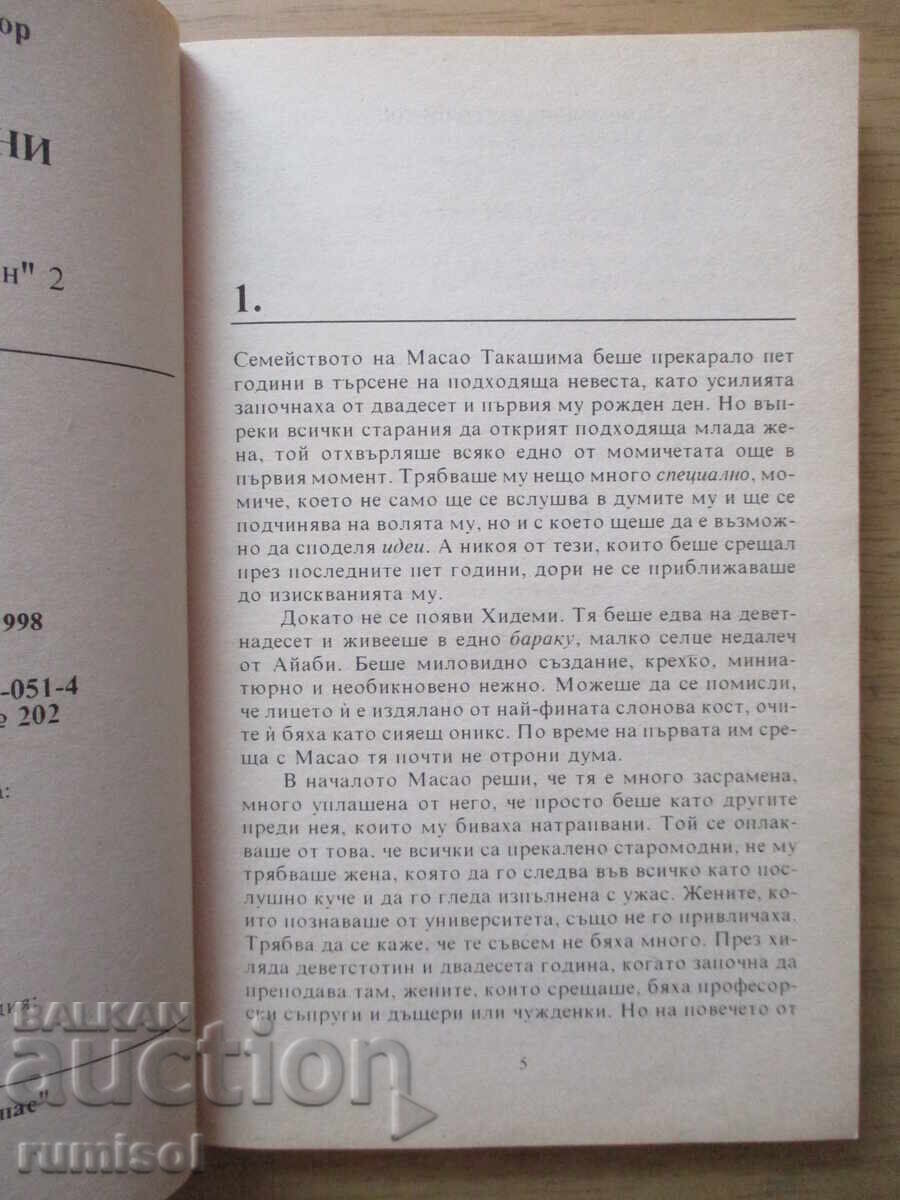 ор
НИ
н" 2
1998
-051-4
№ 202
а:
ция:
пас"
1.
Семейството на Масао Такашима беше прекарало пет
години в търсене на подходяща невеста, като усилията
започнаха от двадесет и първия му рожден ден. Но въп-
реки всички старания да открият подходяща млада же-
на, той отхвърляше всяко едно от момичетата още в
първия момент. Трябваше му нещо много специално, мо-
миче, което не само ще се вслушва в думите му и ще се
подчинява на волята му, но и с което щеше да е възмож-
но да споделя идеи. А никоя от тези, които беше срещал
през последните пет години, дори не се приближаваше
до изискванията му.
Докато не се появи Хидеми. Тя беше едва на девет-
надесет и живееше в едно бараку, малко селце недалеч
от Айаби. Беше миловидно създание, крехко, миниа-
тюрно и необикновено нежно. Можеше да се помисли,
че лицето ѝ е издялано от най-фината слонова кост, очи-
те ѝ бяха като сияещ оникс. По време на първата им сре-
ща с Масао тя почти не отрони дума.
В началото Масао реши, че тя е много засрамена,
много уплашена от него, че просто беше като другите
преди нея, които му биваха натрапвани. Той се оплак-
ваше от това, че всички са прекалено старомодни, не му
трябваше жена, която да го следва във всичко като пос-
лушно куче и да го гледа изпълнена с ужас. Жените, ко-
ито познаваше от университета, също не го привличаха.
Трябва да се каже, че те съвсем не бяха много. През хи-
ляда деветстотин и двадесета година, когато започна да
преподава там, жените, които срещаше, бяха професор-
ски съпруги и дъщери или чужденки. Но на повечето от
5
BALKAN
auction
rumisol